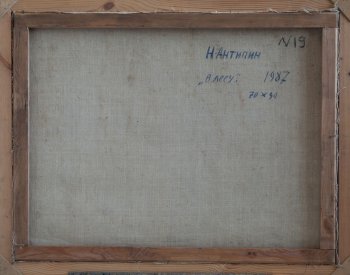 N19
Н. Антипин
„В лесу." 1987
70 x 90